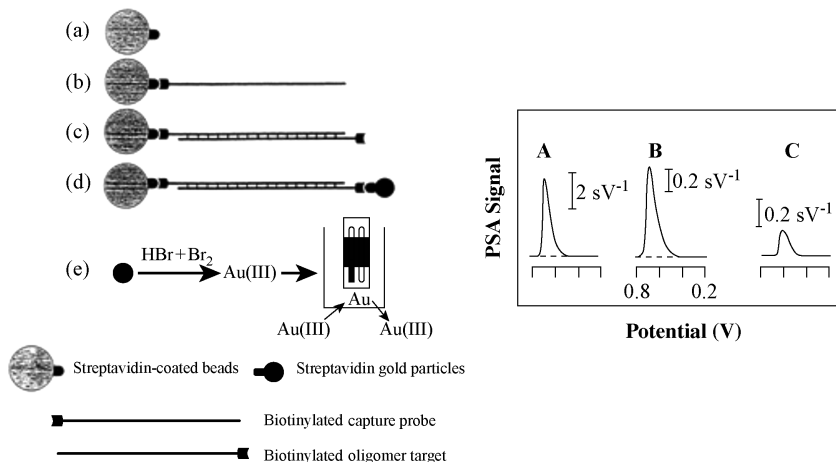 (a)
(b)
(c)
(d)
(e)
HBr+Br₂
Au(III)
Au
Au(III) Au(III)
Streptavidin-coated beads Streptavidin gold particles
Biotinylated capture probe
Biotinylated oligomer target
A B C
2 sV⁻¹ 0.2 sV⁻¹ 0.2 sV⁻¹
PSA Signal
0.8 0.2
Potential (V)